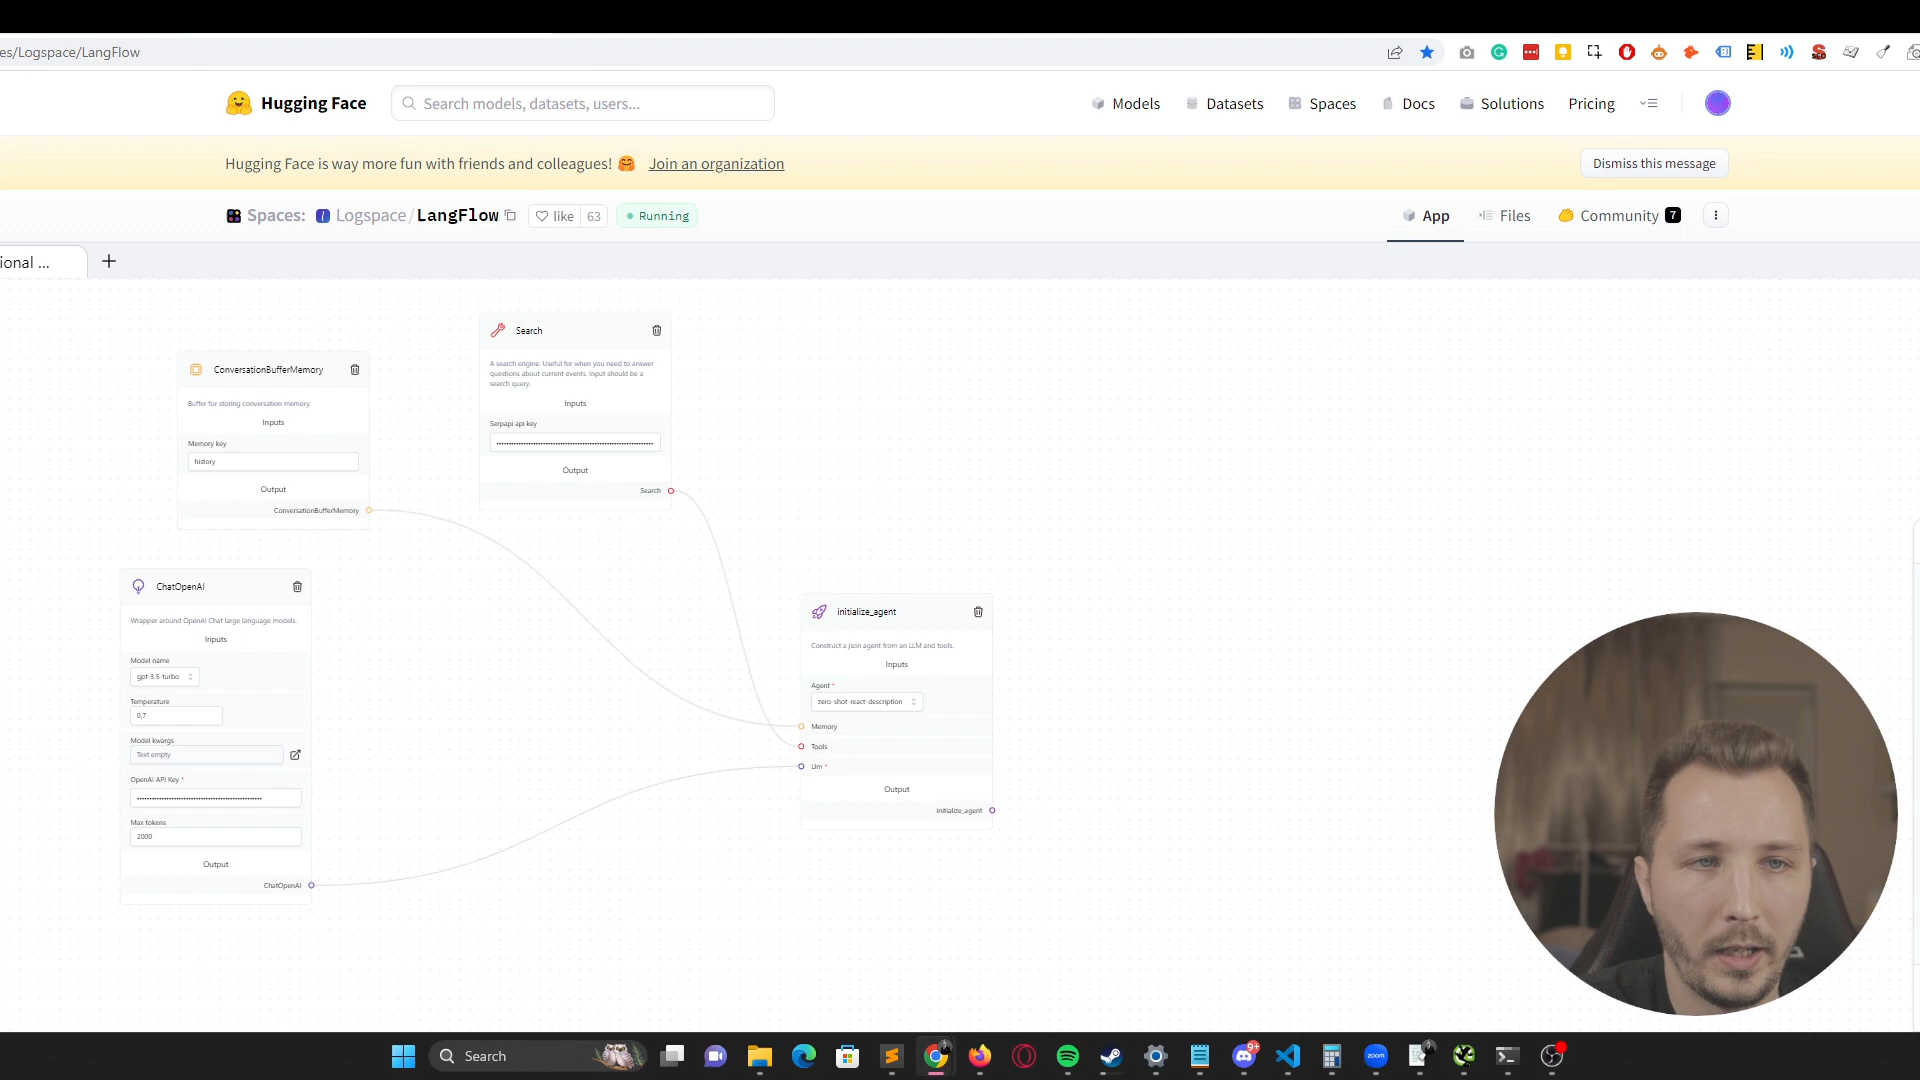 es/Logspace/LangFlow
Hugging Face
Search models, datasets, users...
Models
Datasets
Spaces
Docs
Solutions
Pricing
Hugging Face is way more fun with friends and colleagues! 🤗 Join an organization
Dismiss this message
Spaces:
Logspace/LangFlow
like 63
Running
App
Files
Community 7
ional ...
+
Search
A search engine. Useful for when you need to answer
questions about current events. Input should be a
search query.
Inputs
Serpapi api key
Output
Search
ConversationBufferMemory
Buffer for storing conversation memory.
Inputs
Memory key
history
Output
ConversationBufferMemory
ChatOpenAI
Wrapper around OpenAI Chat large language models.
Inputs
Model name
gpt-3.5-turbo
Temperature
0,7
Model kwargs
Text empty
OpenAI API Key *
Max tokens
2000
Output
ChatOpenAI
initialize_agent
Construct a json agent from an LLM and tools.
Inputs
Agent *
zero-shot-react-description
Memory
Tools
Llm *
Output
initialize_agent
Search
9+
zoom